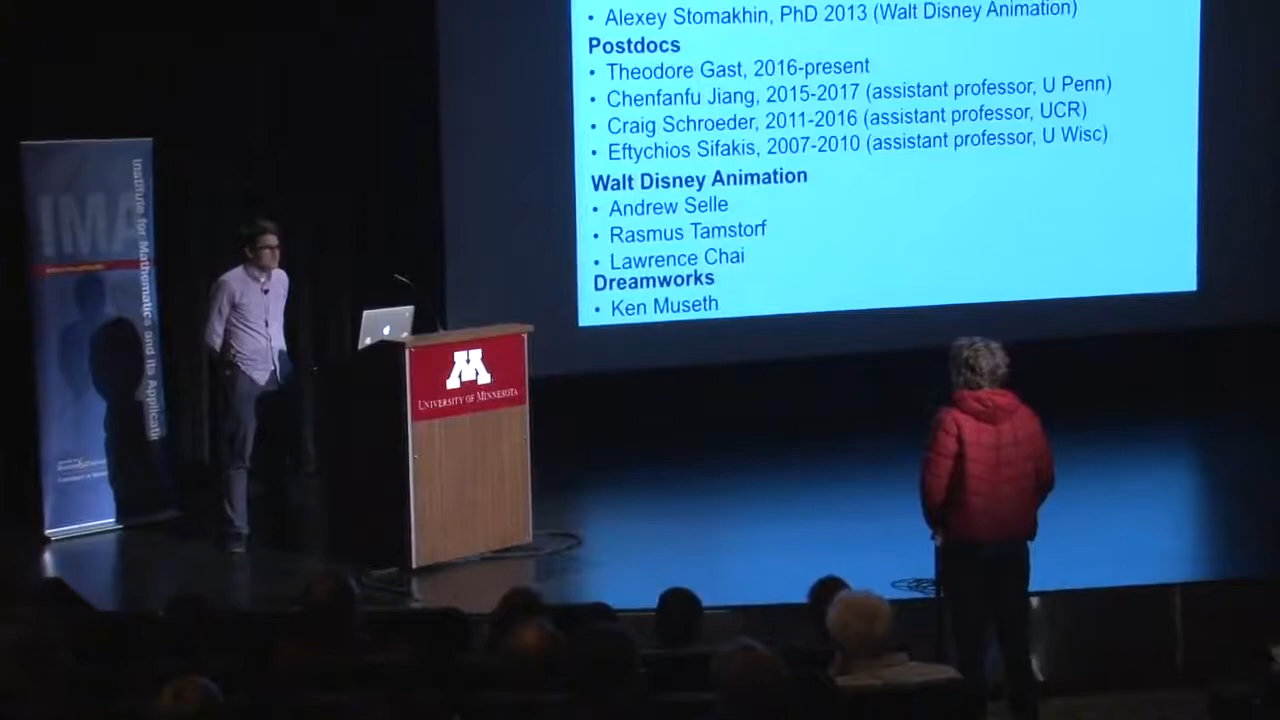 • Alexey Stomakhin, PhD 2013 (Walt Disney Animation)
Postdocs
• Theodore Gast, 2016-present
• Chenfanfu Jiang, 2015-2017 (assistant professor, U Penn)
• Craig Schroeder, 2011-2016 (assistant professor, UCR)
• Eftychios Sifakis, 2007-2010 (assistant professor, U Wisc)
Walt Disney Animation
• Andrew Selle
• Rasmus Tamstorf
• Lawrence Chai
Dreamworks
• Ken Museth
IMA
Institute for Mathematics and its Applicati
M
UNIVERSITY OF MINNESOTA